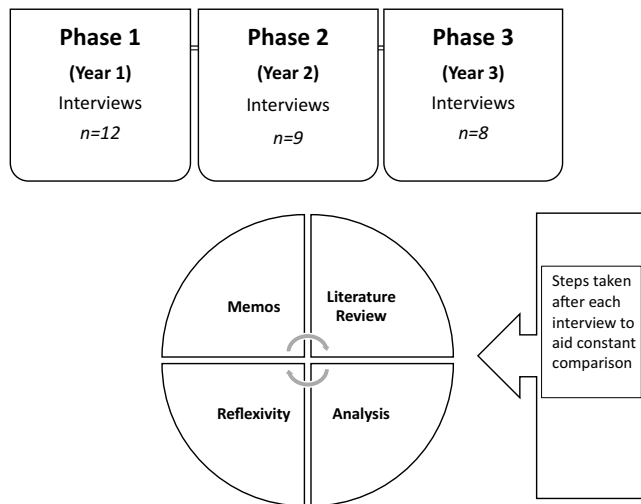 Phase 1
(Year 1)
Interviews
n=12
Phase 2
(Year 2)
Interviews
n=9
Phase 3
(Year 3)
Interviews
n=8
Memos
Literature
Review
Reflexivity
Analysis
Steps taken
after each
interview to
aid constant
comparison